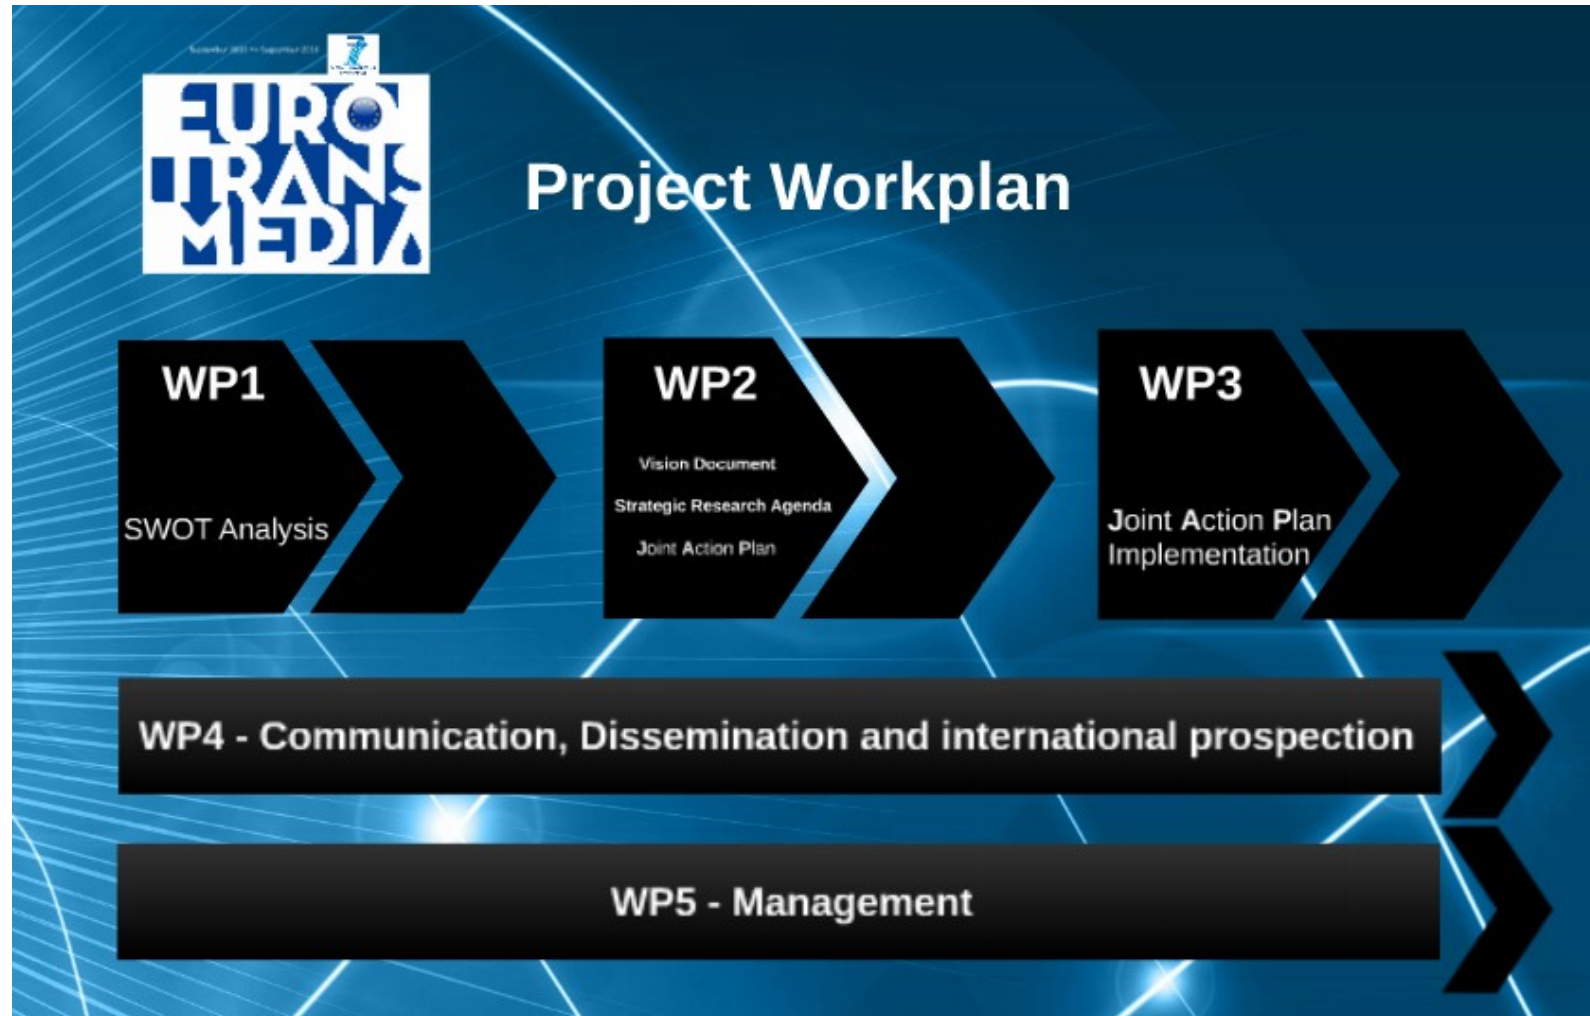 EURO
TRANS
MEDIA
Project Workplan
WP1
SWOT Analysis
WP2
Vision Document
Strategic Research Agenda
Joint Action Plan
WP3
Joint Action Plan
Implementation
WP4 - Communication, Dissemination and international prospection
WP5 - Management